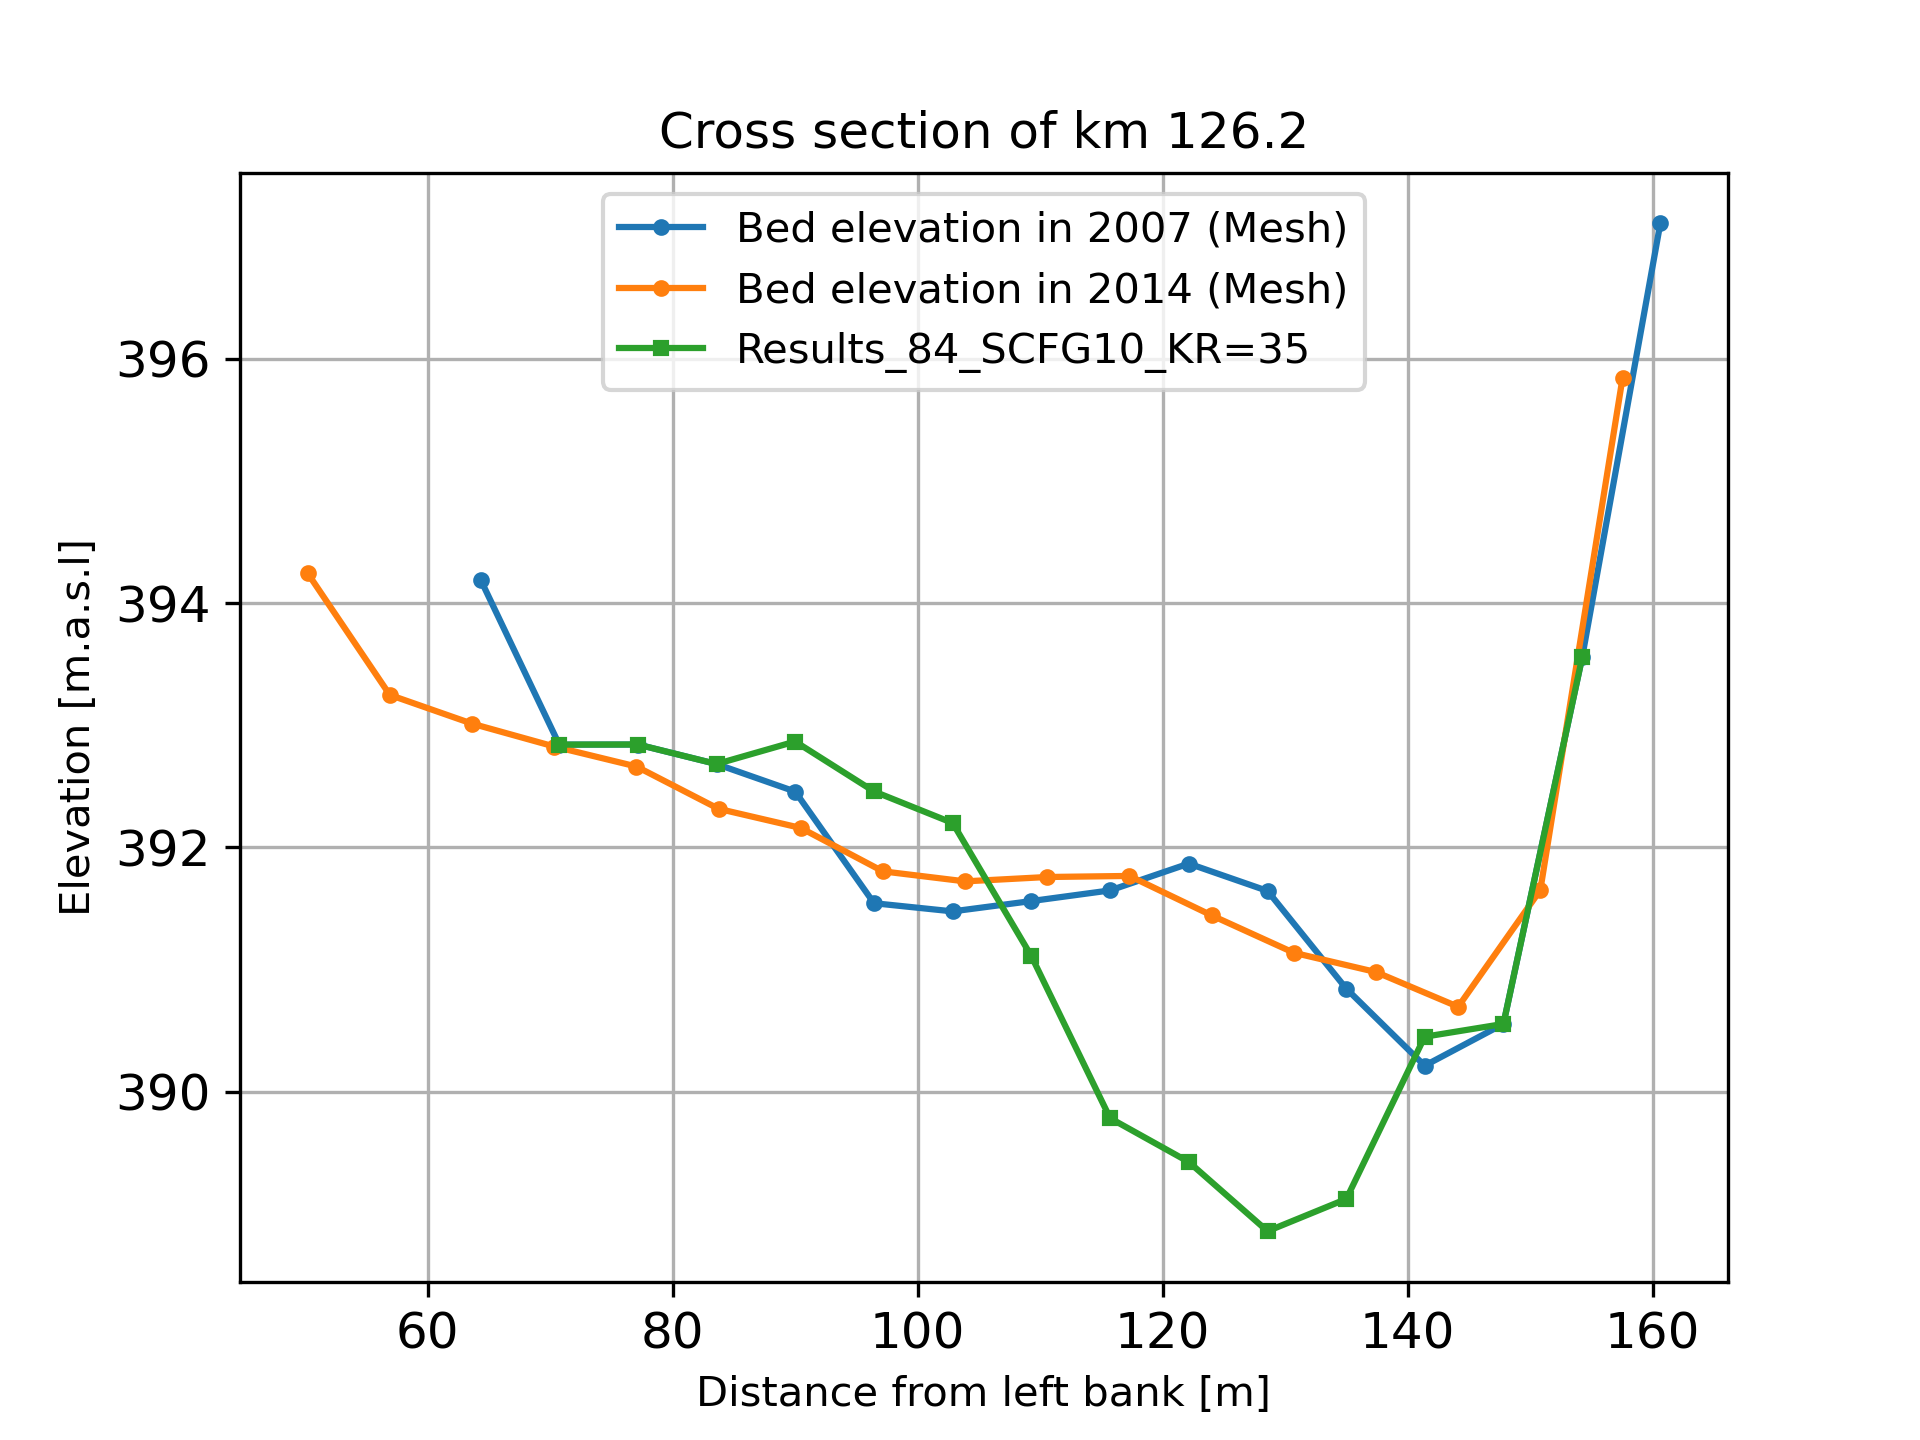 Cross section of km 126.2
Bed elevation in 2007 (Mesh)
Bed elevation in 2014 (Mesh)
Results_84_SCFG10_KR=35
396
394
392
390
Elevation [m.a.s.l]
60 80 100 120 140 160
Distance from left bank [m]